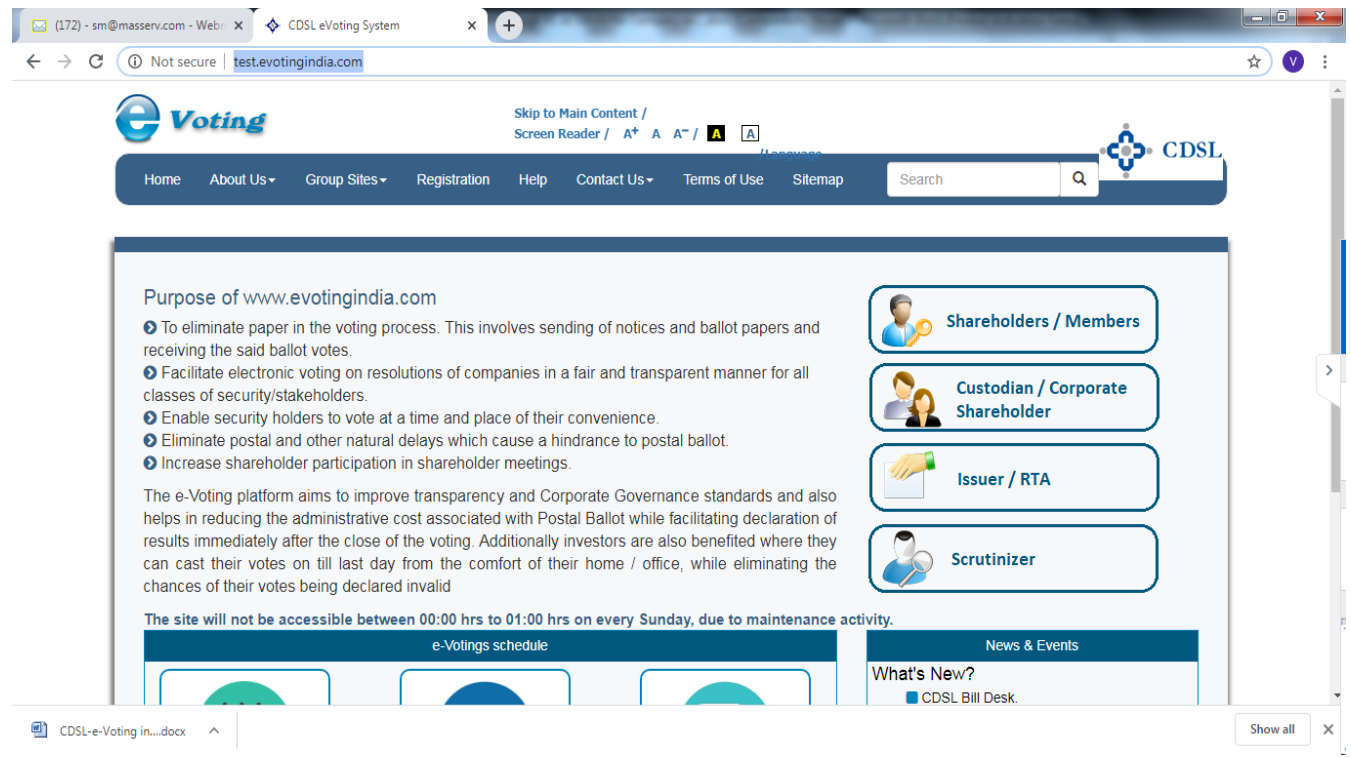 (172) - sm@masserv.com - Web
CDSL eVoting System
Not secure | test.evotingindia.com
V
e Voting
Skip to Main Content /
Screen Reader / A+ A A- / A A
/Language
CDSL
Home About Us Group Sites Registration Help Contact Us Terms of Use Sitemap Search
Purpose of www.evotingindia.com
To eliminate paper in the voting process. This involves sending of notices and ballot papers and
receiving the said ballot votes.
Facilitate electronic voting on resolutions of companies in a fair and transparent manner for all
classes of security/stakeholders.
Enable security holders to vote at a time and place of their convenience.
Eliminate postal and other natural delays which cause a hindrance to postal ballot.
Increase shareholder participation in shareholder meetings.
The e-Voting platform aims to improve transparency and Corporate Governance standards and also
helps in reducing the administrative cost associated with Postal Ballot while facilitating declaration of
results immediately after the close of the voting. Additionally investors are also benefited where they
can cast their votes on till last day from the comfort of their home / office, while eliminating the
chances of their votes being declared invalid
Shareholders / Members
Custodian / Corporate
Shareholder
Issuer / RTA
Scrutinizer
The site will not be accessible between 00:00 hrs to 01:00 hrs on every Sunday, due to maintenance activity.
e-Votings schedule
News & Events
What's New?
CDSL Bill Desk.
CDSL-e-Voting in....docx
Show all